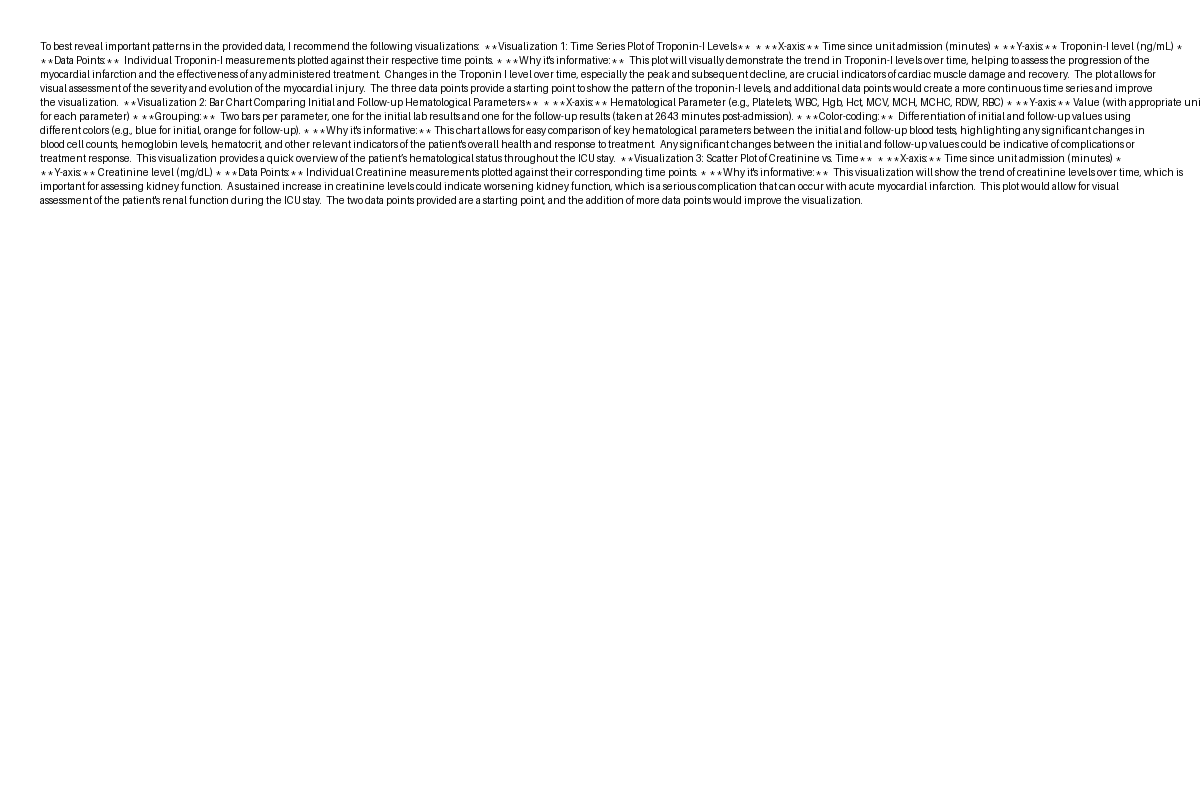 To best reveal important patterns in the provided data, I recommend the following visualizations:  **Visualization 1: Time Series Plot of Troponin-I Levels**  * **X-axis:** Time since unit admission (minutes) * **Y-axis:** Troponin-I level (ng/mL) *
**Data Points:**  Individual Troponin-I measurements plotted against their respective time points. * **Why it's informative:**  This plot will visually demonstrate the trend in Troponin-I levels over time, helping to assess the progression of the
myocardial infarction and the effectiveness of any administered treatment.  Changes in the Troponin I level over time, especially the peak and subsequent decline, are crucial indicators of cardiac muscle damage and recovery.  The plot allows for
visual assessment of the severity and evolution of the myocardial injury.  The three data points provide a starting point to show the pattern of the troponin-I levels, and additional data points would create a more continuous time series and improve
the visualization.  **Visualization 2: Bar Chart Comparing Initial and Follow-up Hematological Parameters**  * **X-axis:** Hematological Parameter (e.g., Platelets, WBC, Hgb, Hct, MCV, MCH, MCHC, RDW, RBC) * **Y-axis:** Value (with appropriate uni
for each parameter) * **Grouping:**  Two bars per parameter, one for the initial lab results and one for the follow-up results (taken at 2643 minutes post-admission). * **Color-coding:**  Differentiation of initial and follow-up values using
different colors (e.g., blue for initial, orange for follow-up). * **Why it's informative:** This chart allows for easy comparison of key hematological parameters between the initial and follow-up blood tests, highlighting any significant changes in
blood cell counts, hemoglobin levels, hematocrit, and other relevant indicators of the patient's overall health and response to treatment.  Any significant changes between the initial and follow-up values could be indicative of complications or
treatment response.  This visualization provides a quick overview of the patient's hematological status throughout the ICU stay.  **Visualization 3: Scatter Plot of Creatinine vs. Time**  * **X-axis:** Time since unit admission (minutes) *
**Y-axis:** Creatinine level (mg/dL) * **Data Points:** Individual Creatinine measurements plotted against their corresponding time points. * **Why it's informative:**  This visualization will show the trend of creatinine levels over time, which is
important for assessing kidney function.  A sustained increase in creatinine levels could indicate worsening kidney function, which is a serious complication that can occur with acute myocardial infarction.  This plot would allow for visual
assessment of the patient's renal function during the ICU stay.  The two data points provided are a starting point, and the addition of more data points would improve the visualization.